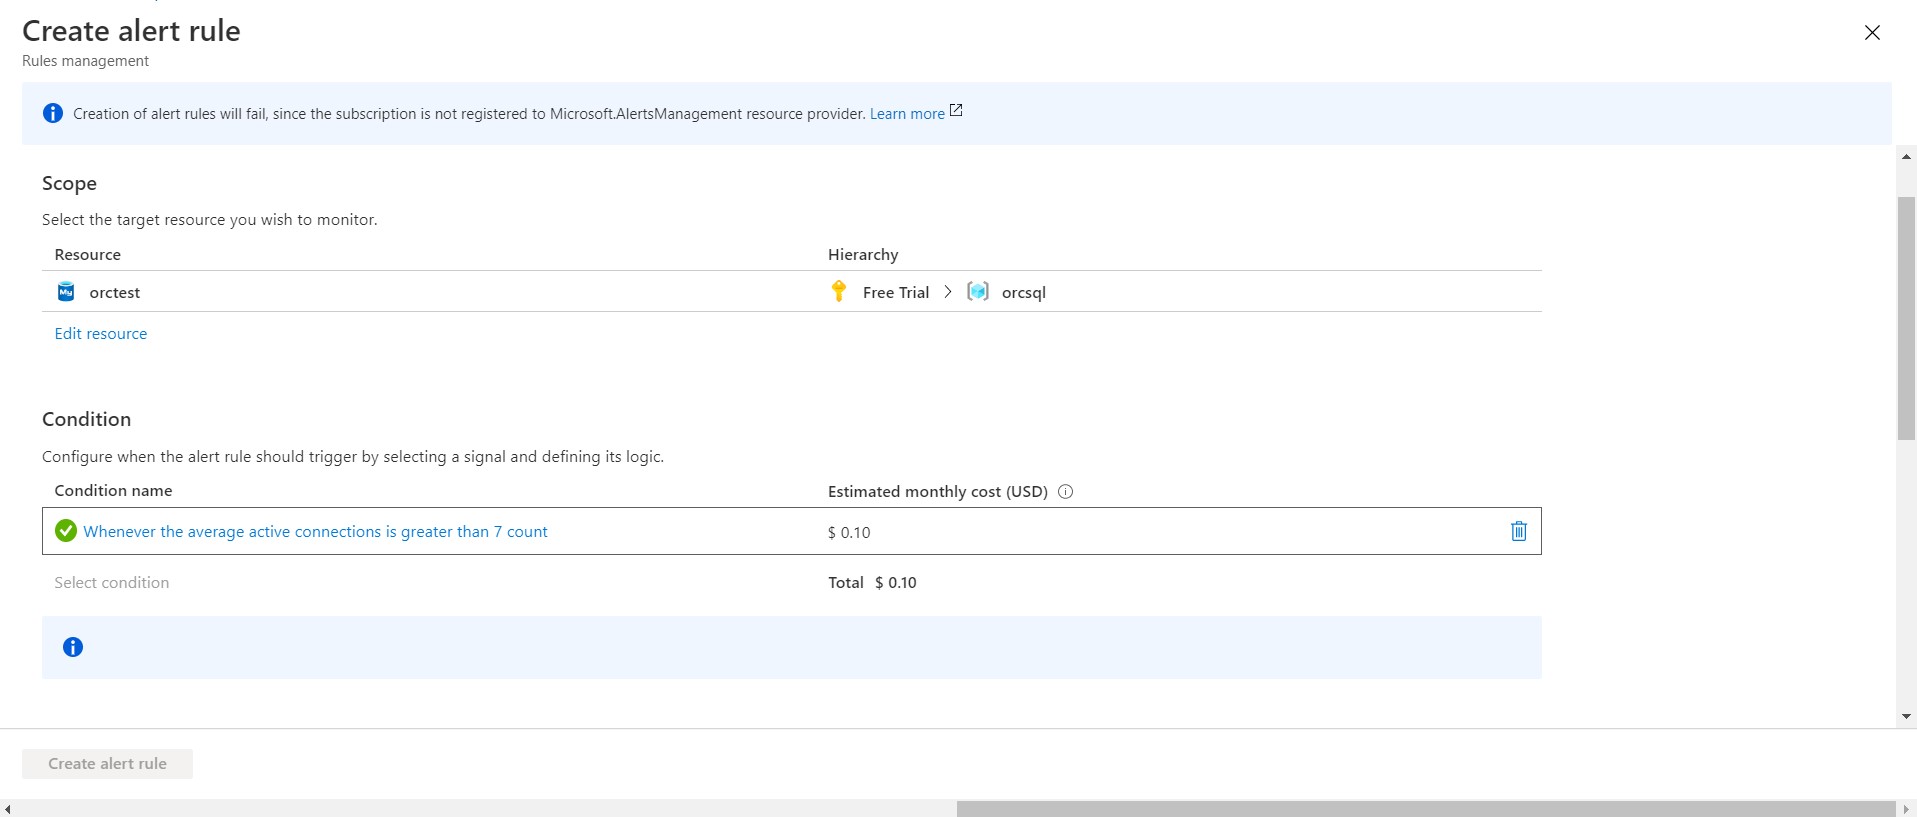 Create alert rule
Rules management
Creation of alert rules will fail, since the subscription is not registered to Microsoft.AlertsManagement resource provider. Learn more
Scope
Select the target resource you wish to monitor.
Resource Hierarchy
My orctest Free Trial > orcsql
Edit resource
Condition
Configure when the alert rule should trigger by selecting a signal and defining its logic.
Condition name Estimated monthly cost (USD)
Whenever the average active connections is greater than 7 count $ 0.10
Select condition Total $ 0.10
Create alert rule